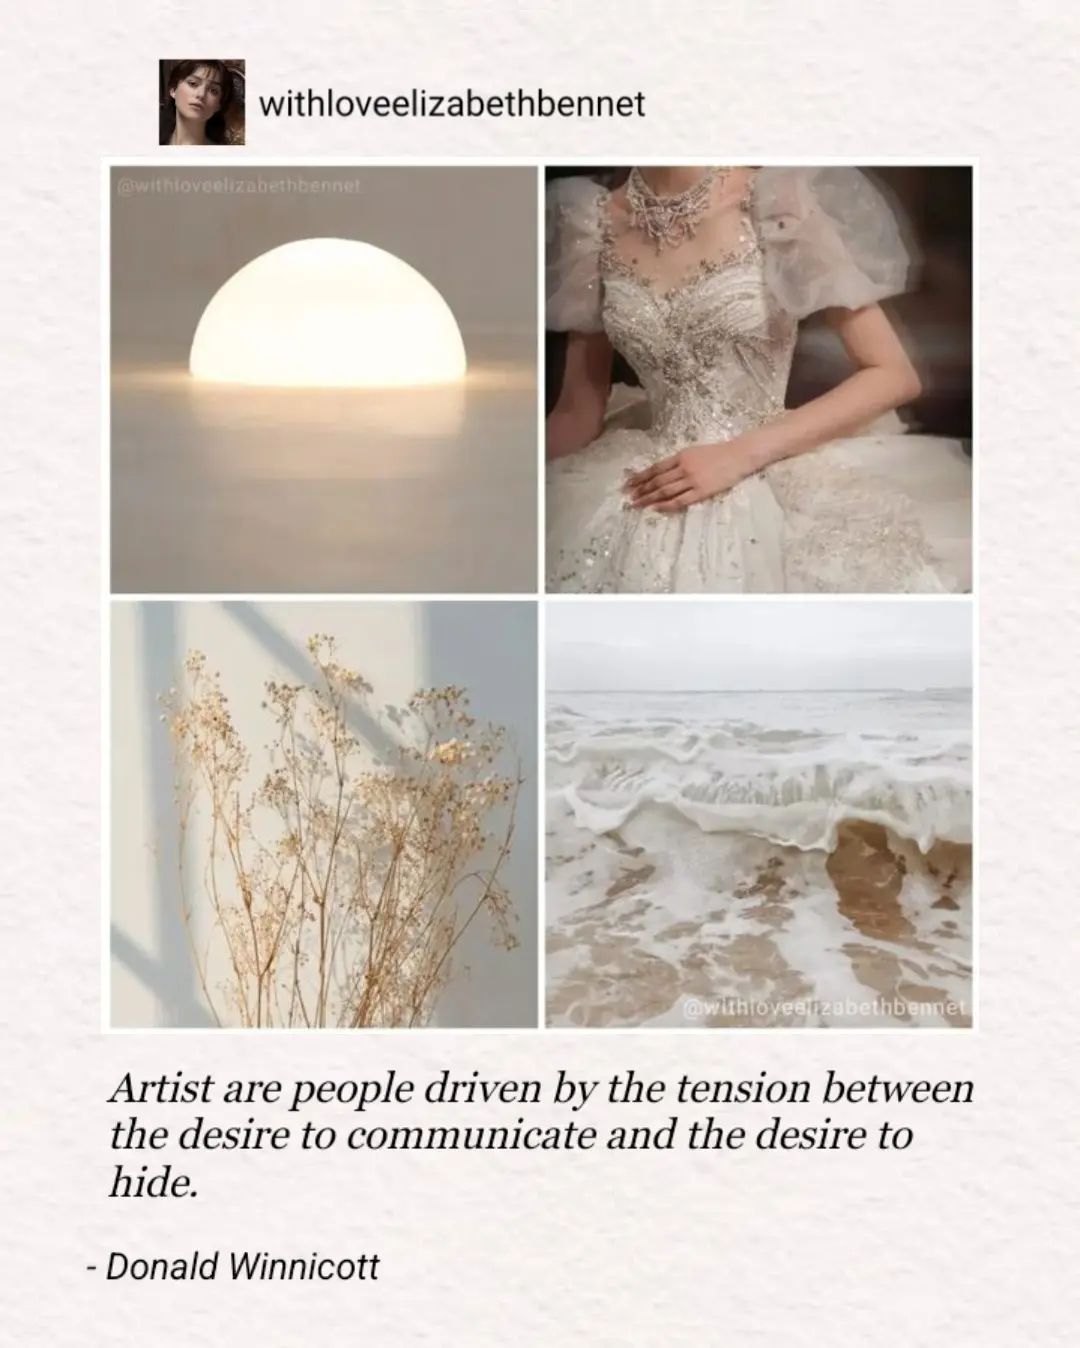 withloveelizabethbennet
@withloveelizabethbennet
@withloveelizabethbennet
Artist are people driven by the tension between
the desire to communicate and the desire to
hide.
- Donald Winnicott